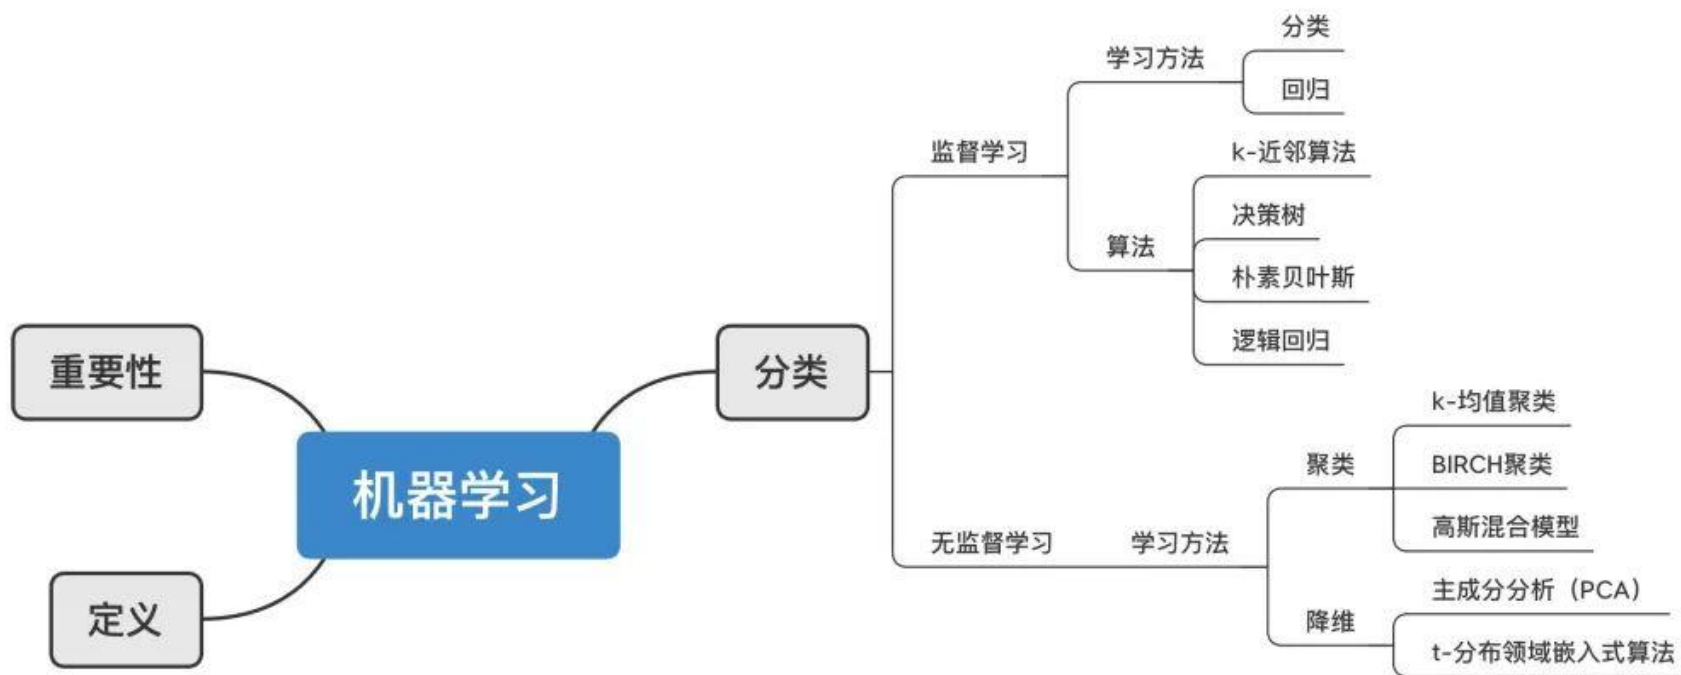 分类
学习方法
回归
监督学习
k-近邻算法
决策树
算法
朴素贝叶斯
逻辑回归
重要性
分类
k-均值聚类
聚类
BIRCH聚类
机器学习
高斯混合模型
无监督学习
学习方法
主成分分析（PCA）
定义
降维
t-分布领域嵌入式算法